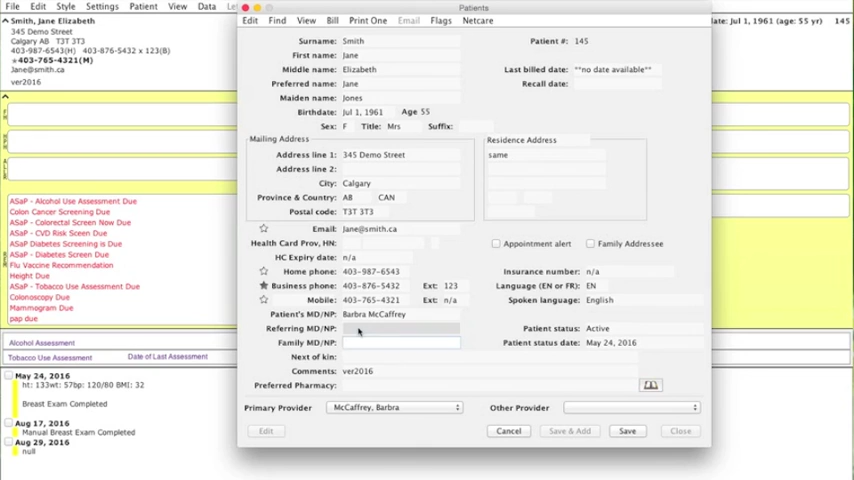 File Edit Style Settings Patient View Data
Patients
Smith, Jane Elizabeth
345 Demo Street
Calgary AB T3T 3T3
403-987-6543(H) 403-876-5432 x 123(B)
★403-765-4321(M)
Jane@smith.ca
ver2016
date: Jul 1, 1961 (age: 55 yr) 145
ASaP - Alcohol Use Assessment Due
Colon Cancer Screening Due
ASaP - Colorectal Screen Now Due
ASaP - CVD Risk Sceen Due
ASaP Diabetes Screening is Due
ASaP - Diabetes Screen Due
Flu Vaccine Recommendation
Height Due
ASaP - Tobacco Use Assessment Due
Colonoscopy Due
Mammogram Due
pap due
Alcohol Assessment
Tobacco Use Assessment Date of Last Assessment
May 24, 2016
ht: 133wt: 57bp: 120/80 BMI: 32
Breast Exam Completed
Aug 17, 2016
Manual Breast Exam Completed
Aug 29, 2016
null
Edit Find View Bill Print One Email Flags Netcare
Surname: Smith Patient #: 145
First name: Jane
Middle name: Elizabeth Last billed date: **no date available**
Preferred name: Jane Recall date:
Maiden name: Jones
Birthdate: Jul 1, 1961 Age 55
Sex: F Title: Mrs Suffix:
Mailing Address Residence Address
Address line 1: 345 Demo Street same
Address line 2:
City: Calgary
Province & Country: AB CAN
Postal code: T3T 3T3
Email: Jane@smith.ca
Health Card Prov, HN: Appointment alert Family Addressee
HC Expiry date: n/a
Home phone: 403-987-6543 Insurance number: n/a
Business phone: 403-876-5432 Ext: 123 Language (EN or FR): EN
Mobile: 403-765-4321 Ext: n/a Spoken language: English
Patient's MD/NP: Barbra McCaffrey
Referring MD/NP: Patient status: Active
Family MD/NP: Patient status date: May 24, 2016
Next of kin:
Comments: ver2016
Preferred Pharmacy:
Primary Provider McCaffrey, Barbra Other Provider
Edit Cancel Save & Add Save Close